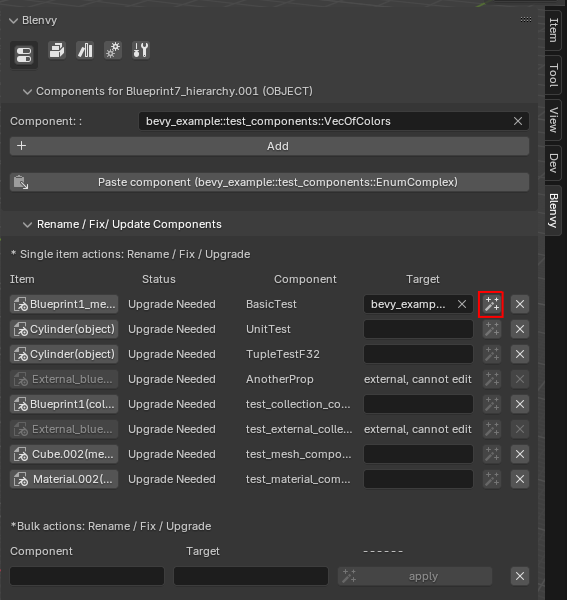 Blenvy
Components for Blueprint7_hierarchy.001 (OBJECT)
Component: : bevy_example::test_components::VecOfColors
Add
Paste component (bevy_example::test_components::EnumComplex)
Rename / Fix/ Update Components
* Single item actions: Rename / Fix / Upgrade
Item Status Component Target
Blueprint1_me... Upgrade Needed BasicTest bevy_examp...
Cylinder(object) Upgrade Needed UnitTest
Cylinder(object) Upgrade Needed TupleTestF32
External_blue... Upgrade Needed AnotherProp external, cannot edit
Blueprint1(col... Upgrade Needed test_collection_co...
External_blue... Upgrade Needed test_external_colle... external, cannot edit
Cube.002(me... Upgrade Needed test_mesh_compo...
Material.002(... Upgrade Needed test_material_com...
*Bulk actions: Rename / Fix / Upgrade
Component Target ------
apply
Item
Tool
View
Dev
Blenvy